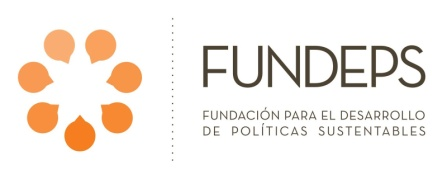 FUNDEPS
FUNDACIÓN PARA EL DESARROLLO
DE POLÍTICAS SUSTENTABLES